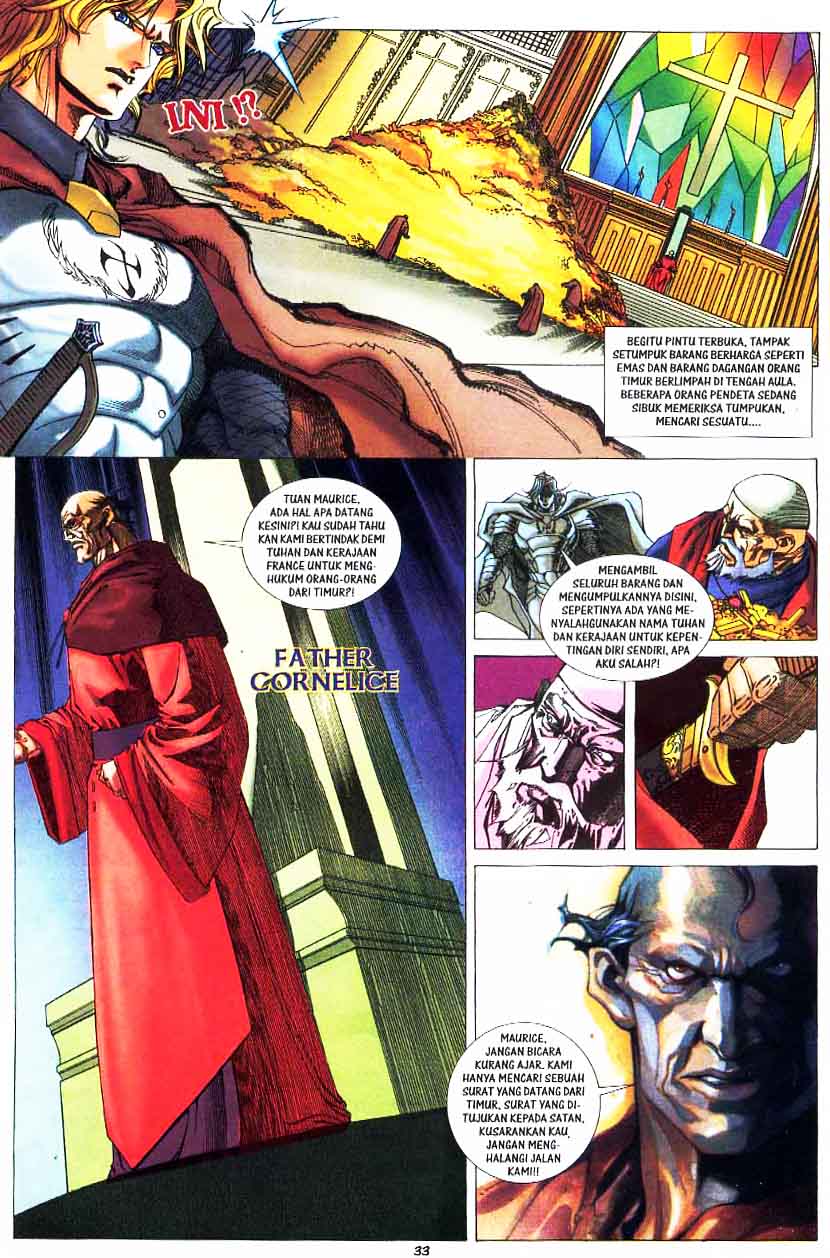 INI!?
BEGITU PINTU TERBUKA, TAMPAK
SETUMPUK BARANG BERHARGA SEPERTI
EMAS DAN BARANG DAGANGAN ORANG
TIMUR BERLIMPAH DI TENGAH AULA.
BEBERAPA ORANG PENDETA SEDANG
SIBUK MEMERIKSA TUMPUKAN,
MENCARI SESUATU....
TUAN MAURICE,
ADA HAL APA DATANG
KESINI?! KAU SUDAH TAHU
KAN KAMI BERTINDAK DEMI
TUHAN DAN KERAJAAN
FRANCE UNTUK MENG-
HUKUM ORANG-ORANG
DARI TIMUR?!
FATHER
CORNELICE
MENGAMBIL
SELURUH BARANG DAN
MENGUMPULKANNYA DISINI,
SEPERTINYA ADA YANG ME-
NYALAHGUNAKAN NAMA TUHAN
DAN KERAJAAN UNTUK KEPEN-
TINGAN DIRI SENDIRI, APA
AKU SALAH?!
MAURICE,
JANGAN BICARA
KURANG AJAR. KAMI
HANYA MENCARI SEBUAH
SURAT YANG DATANG DARI
TIMUR, SURAT YANG DI-
TUJUKAN KEPADA SATAN,
KUSARANKAN KAU,
JANGAN MENG-
HALANGI JALAN
KAMI!!!
33